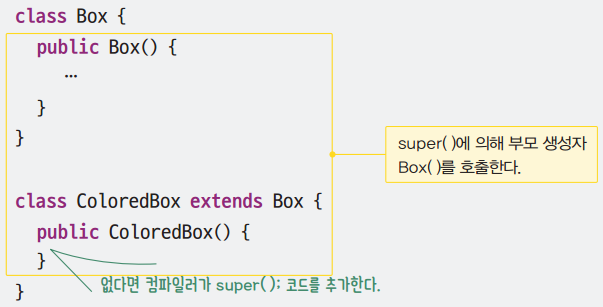 class Box {
public Box() {
...
}
}
super( )에 의해 부모 생성자
Box( )를 호출한다.
class ColoredBox extends Box {
public ColoredBox() {
}
없다면 컴파일러가 super( ); 코드를 추가한다.
}